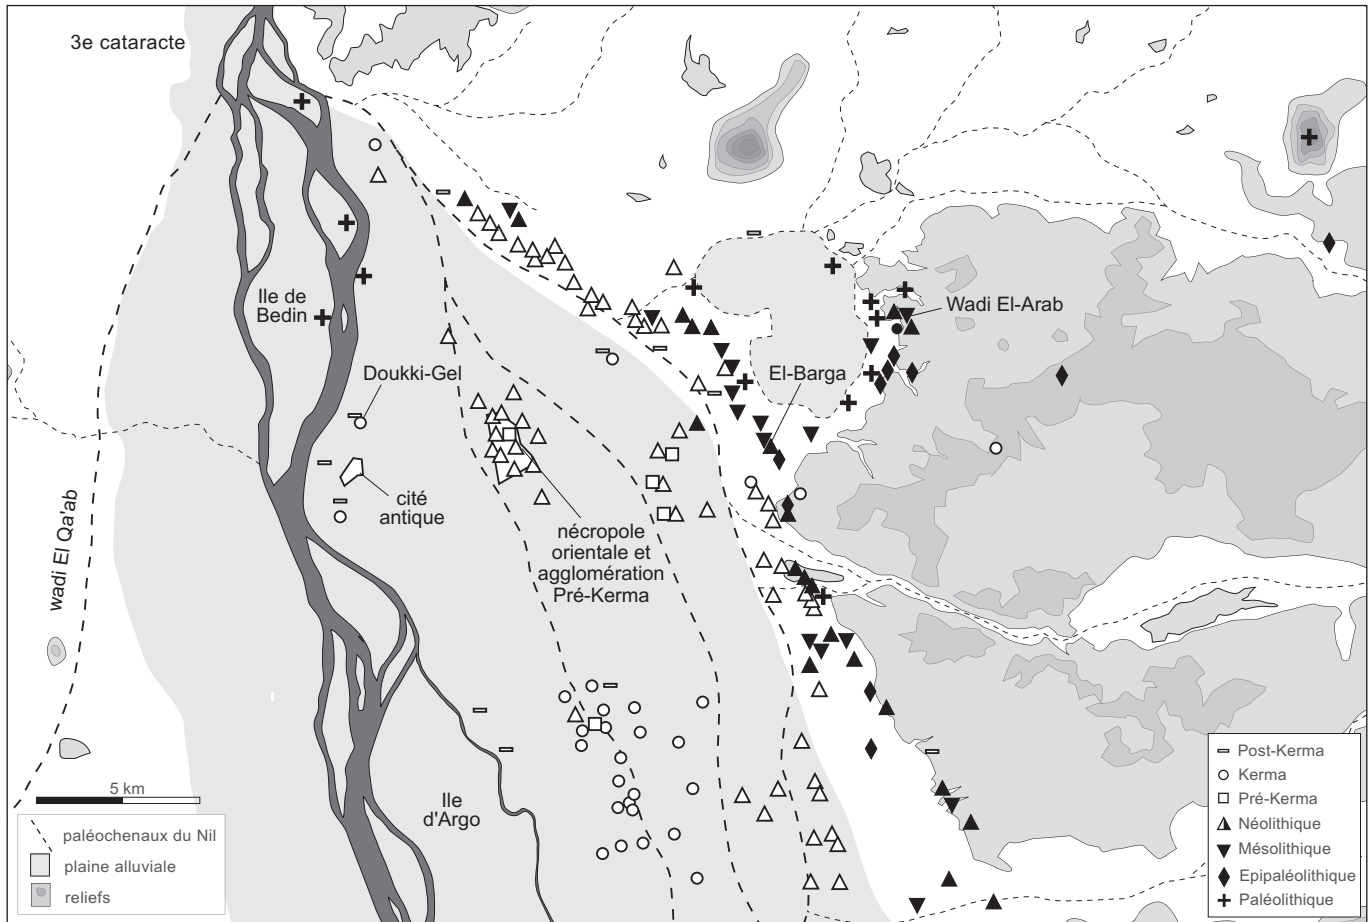 3e cataracte
Ile de
Bedin
Wadi El-Arab
Doukki-Gel
El-Barga
cité
antique
nécropole
orientale et
agglomération
Pré-Kerma
wadi El Qa'ab
Ile
d'Argo
5 km
paléochenaux du Nil
plaine alluviale
reliefs
Post-Kerma
Kerma
Pré-Kerma
Néolithique
Mésolithique
Epipaléolithique
Paléolithique